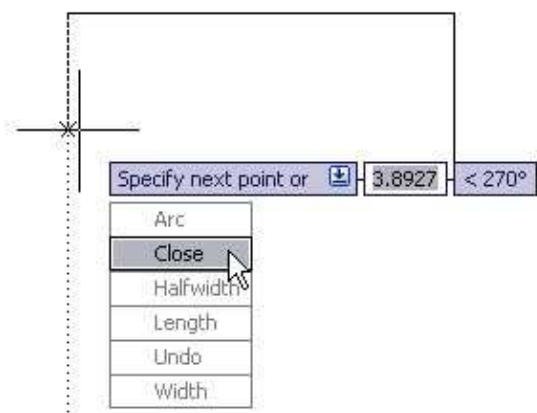 Specify next point or 3.8927 < 270°
Arc
Close
Halfwidth
Length
Undo
Width